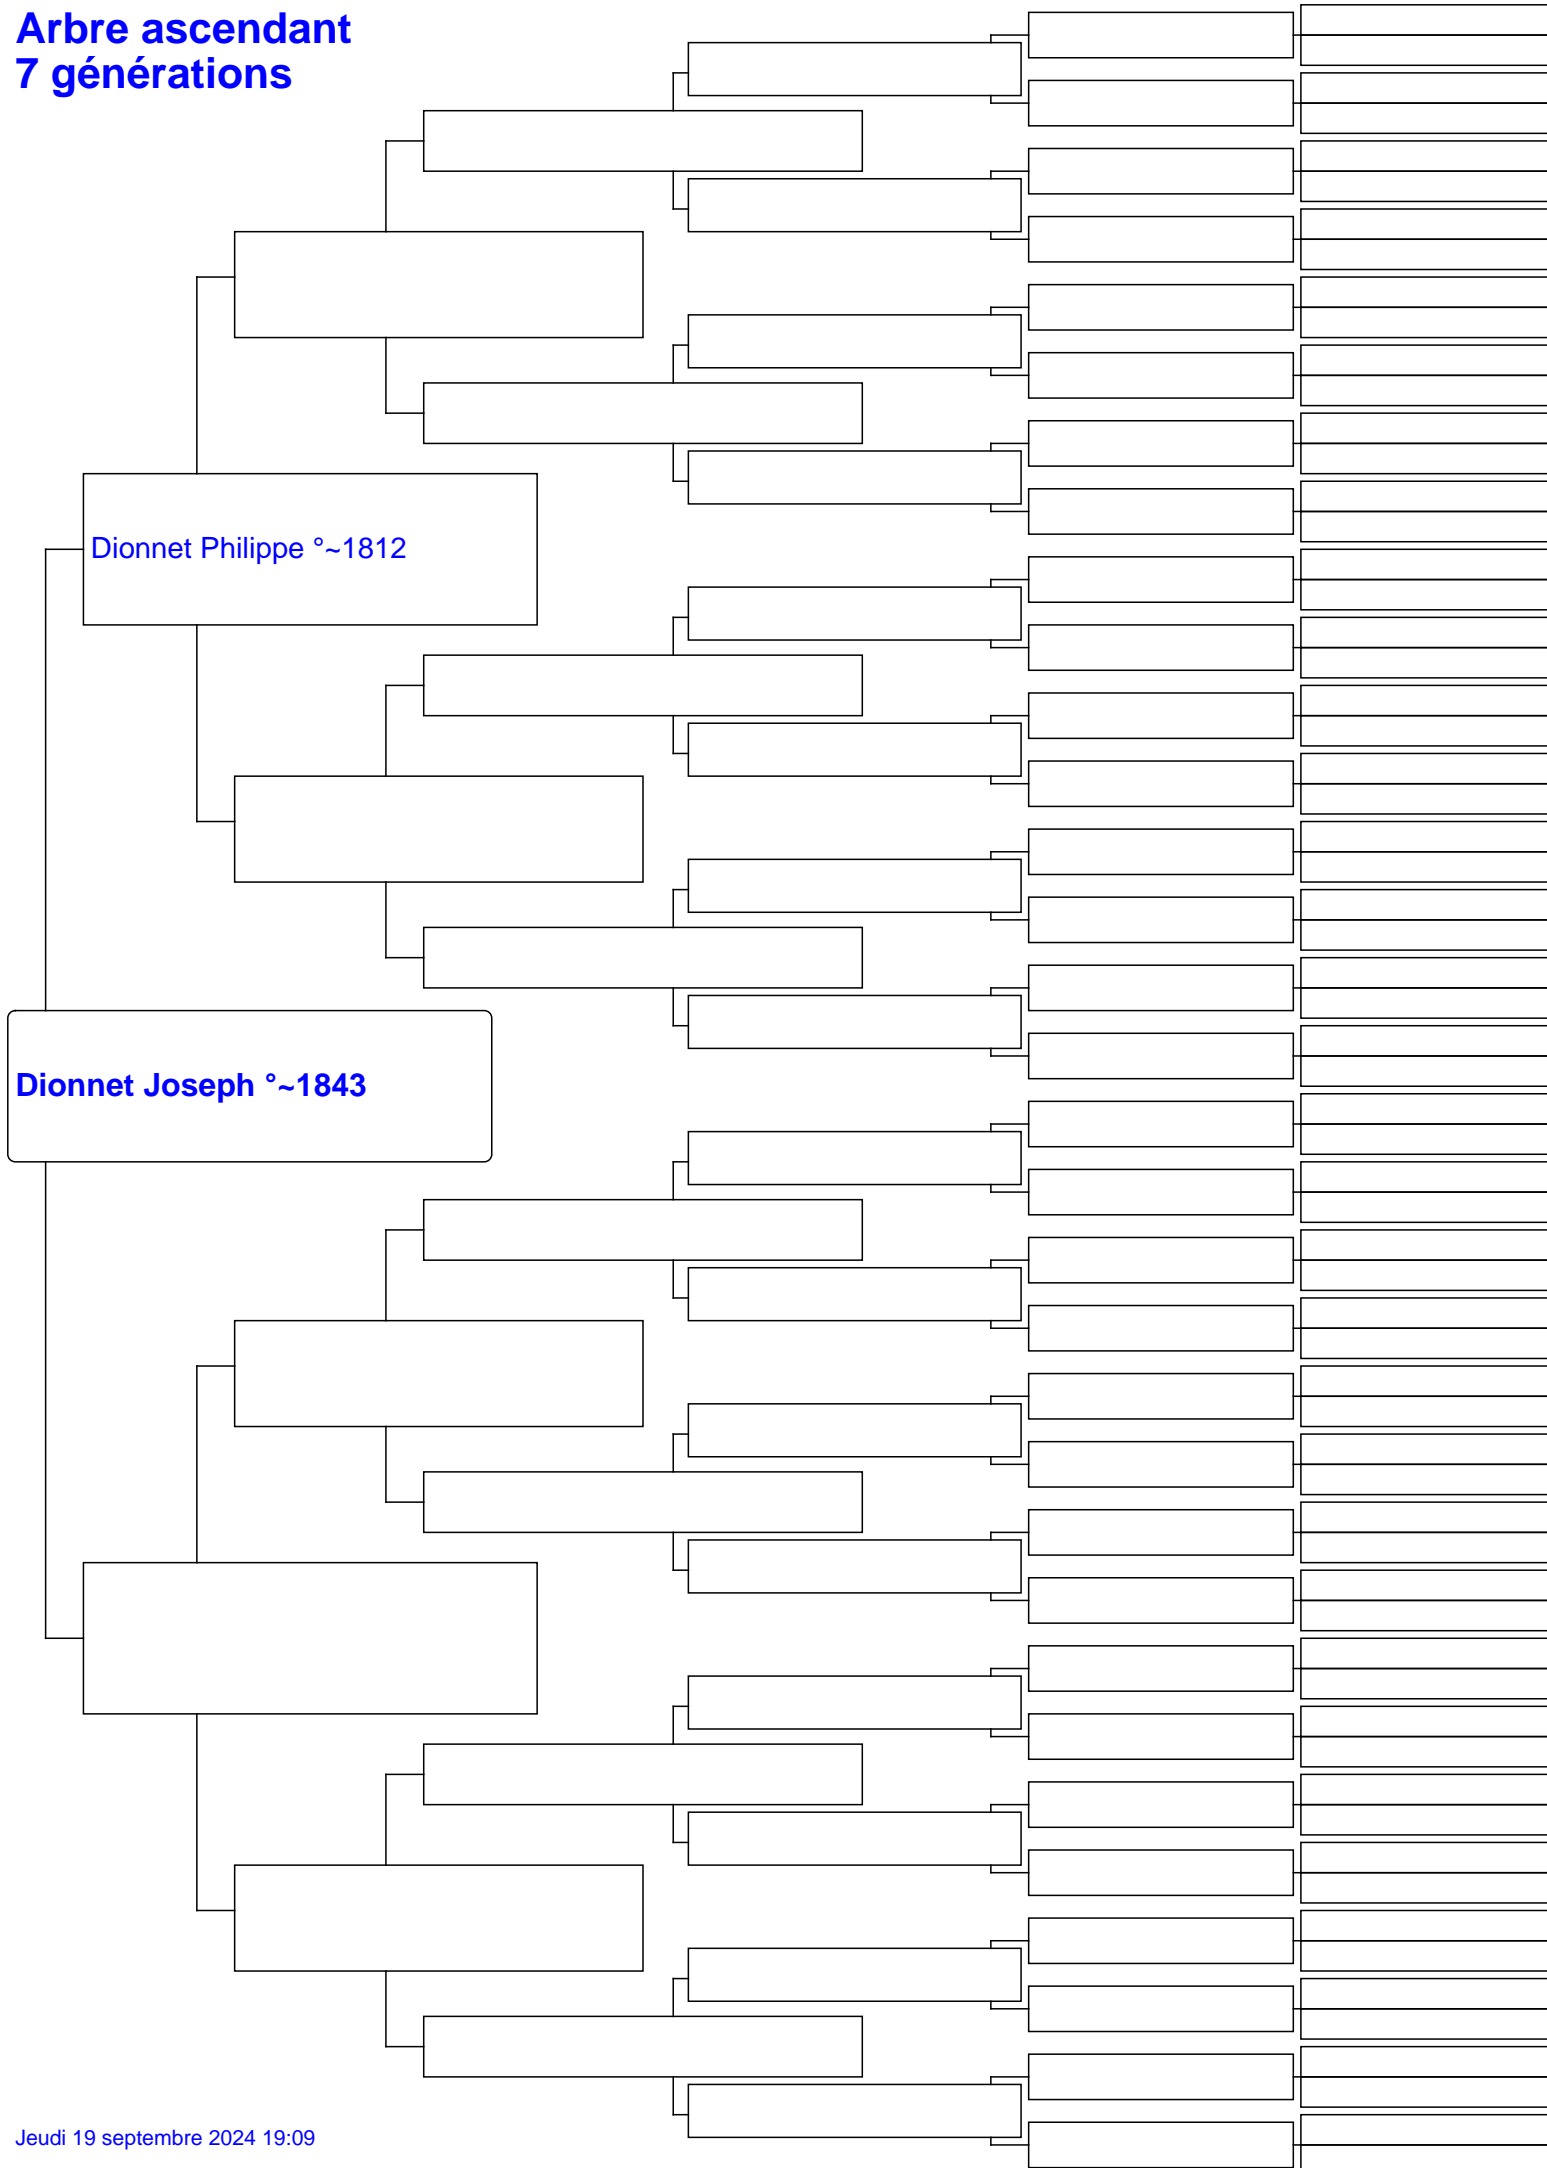 Arbre ascendant
7 générations
Dionnet Philippe °~1812
Dionnet Joseph °~1843
Jeudi 19 septembre 2024 19:09